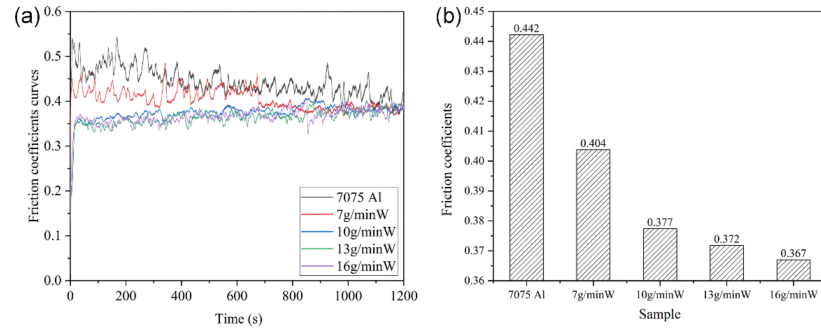 (a)
Friction coefficients curves
0.6
0.5
0.4
0.3
0.2
0.1
0.0
0
200
400
600
800
1000
1200
Time (s)
7075 Al
7g/minW
10g/minW
13g/minW
16g/minW
(b)
Friction coefficients
0.45
0.44
0.43
0.42
0.41
0.40
0.39
0.38
0.37
0.36
0.442
0.404
0.377
0.372
0.367
7075 Al
7g/minW
10g/minW
13g/minW
16g/minW
Sample